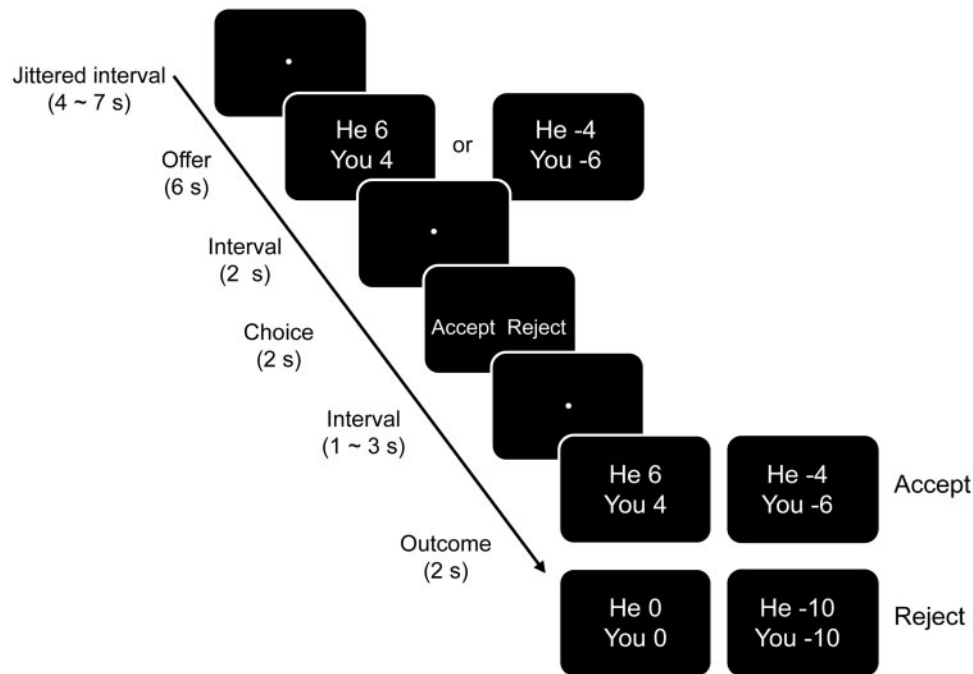 Jittered interval
(4 ~ 7 s)
He 6
You 4
or
He -4
You -6
Offer
(6 s)
Interval
(2 s)
Accept Reject
Choice
(2 s)
Interval
(1 ~ 3 s)
He 6
You 4
He -4
You -6
Accept
Outcome
(2 s)
He 0
You 0
He -10
You -10
Reject